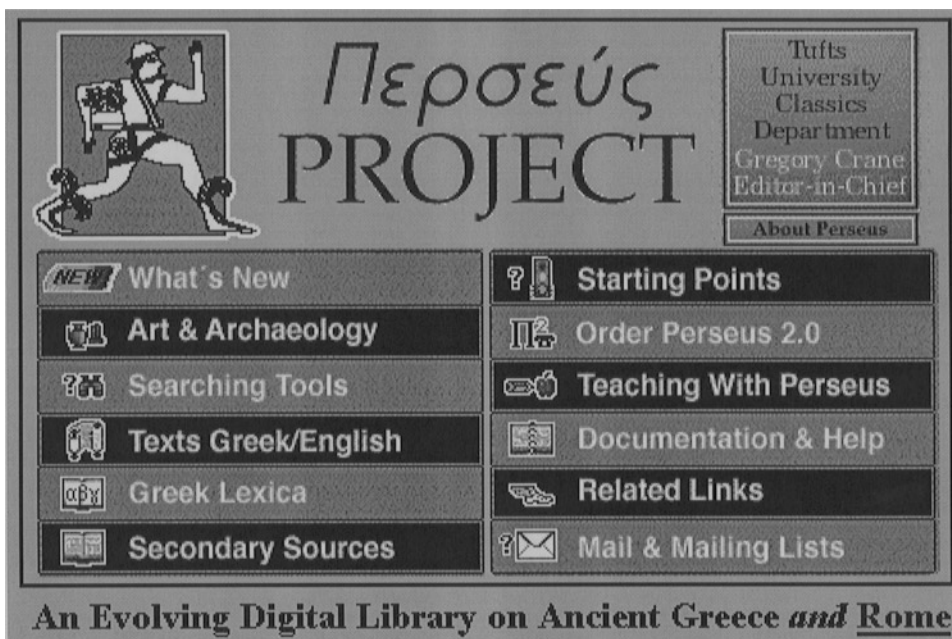 Περσεύς
PROJECT
Tufts
University
Classics
Department
Gregory Crane
Editor-in-Chief
About Perseus
NEW What´s New
Art & Archaeology
? Searching Tools
Texts Greek/English
αβγ Greek Lexica
Secondary Sources
? Starting Points
Π2 Order Perseus 2.0
Teaching With Perseus
Documentation & Help
Related Links
? Mail & Mailing Lists
An Evolving Digital Library on Ancient Greece and Rome